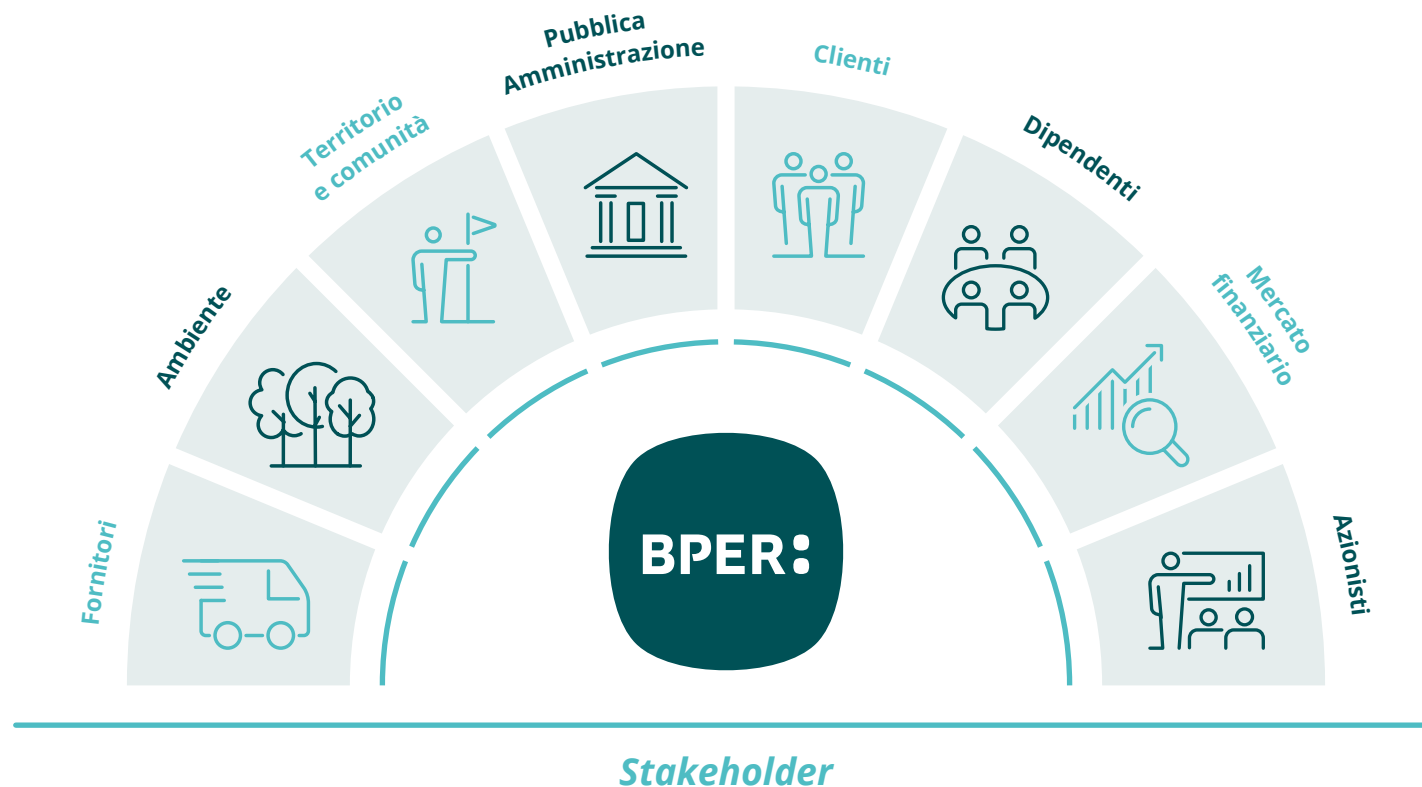 Fornitori
Ambiente
Territorio
e comunità
Pubblica
Amministrazione
Clienti
Dipendenti
Mercato
finanziario
Azionisti
BPER:
Stakeholder